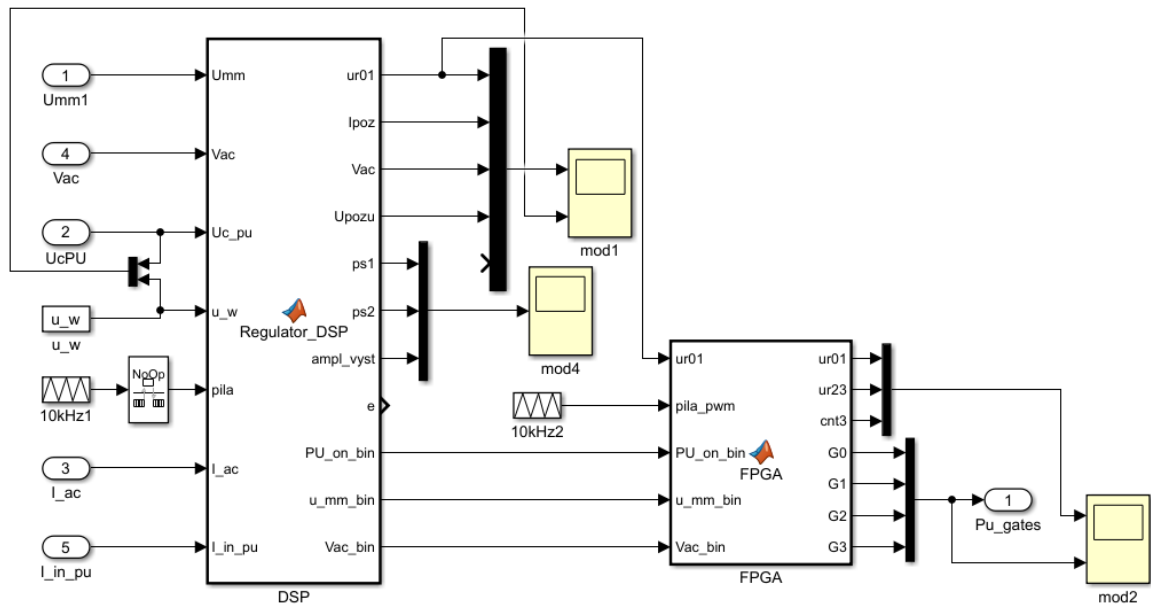 1
Umm1
4
Vac
2
UcPU
u_w
u_w
10kHz1
NoOp
3
I_ac
5
I_in_pu
Umm
Vac
Uc_pu
u_w
pila
I_ac
I_in_pu
Regulator_DSP
ur01
Ipoz
Vac
Upozu
ps1
ps2
ampl_vyst
e
PU_on_bin
u_mm_bin
Vac_bin
DSP
mod1
mod4
10kHz2
ur01
pila_pwm
PU_on_bin
u_mm_bin
Vac_bin
FPGA
ur01
ur23
cnt3
G0
G1
G2
G3
FPGA
1
Pu_gates
mod2